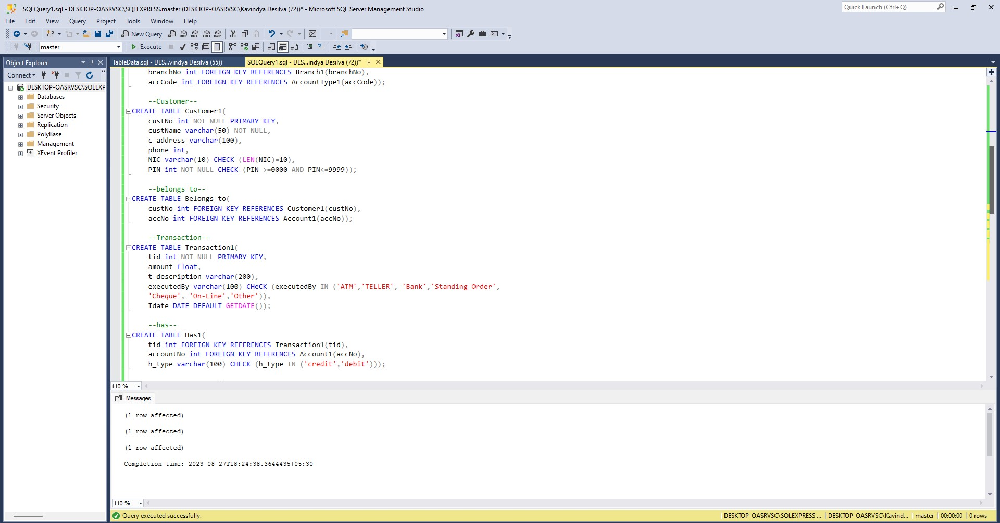 SQLQuery1.sql - DESKTOP-OASRVSC\SQLEXPRESS.master (DESKTOP-OASRVSC\Kavindya Desilva (72))* - Microsoft SQL Server Management Studio
Quick Launch (Ctrl+Q)
File Edit View Query Project Tools Window Help
New Query
MDX DMX XMLA DAX
master
Execute
Object Explorer
TableData.sql - DES...vindya Desilva (55))
SQLQuery1.sql - DES...indya Desilva (72))*
Connect
DESKTOP-OASRVSC\SQLEXP
Databases
Security
Server Objects
Replication
PolyBase
Management
XEvent Profiler
branchNo int FOREIGN KEY REFERENCES Branch1(branchNo),
accCode int FOREIGN KEY REFERENCES AccountType1(accCode));
--Customer--
CREATE TABLE Customer1(
custNo int NOT NULL PRIMARY KEY,
custName varchar(50) NOT NULL,
c_address varchar(100),
phone int,
NIC varchar(10) CHECK (LEN(NIC)=10),
PIN int NOT NULL CHECK (PIN >=0000 AND PIN<=9999));
--belongs to--
CREATE TABLE Belongs_to(
custNo int FOREIGN KEY REFERENCES Customer1(custNo),
accNo int FOREIGN KEY REFERENCES Account1(accNo));
--Transaction--
CREATE TABLE Transaction1(
tid int NOT NULL PRIMARY KEY,
amount float,
t_description varchar(200),
executedBy varchar(100) CHeCK (executedBy IN ('ATM','TELLER', 'Bank','Standing Order',
'Cheque', 'On-Line','Other')),
Tdate DATE DEFAULT GETDATE());
--has--
CREATE TABLE Has1(
tid int FOREIGN KEY REFERENCES Transaction1(tid),
accountNo int FOREIGN KEY REFERENCES Account1(accNo),
h_type varchar(100) CHECK (h_type IN ('credit','debit')));
110 %
Messages
(1 row affected)
(1 row affected)
(1 row affected)
Completion time: 2023-08-27T18:24:38.3644435+05:30
110 %
Query executed successfully.
DESKTOP-OASRVSC\SQLEXPRESS ... DESKTOP-OASRVSC\Kavind... master 00:00:00 0 rows